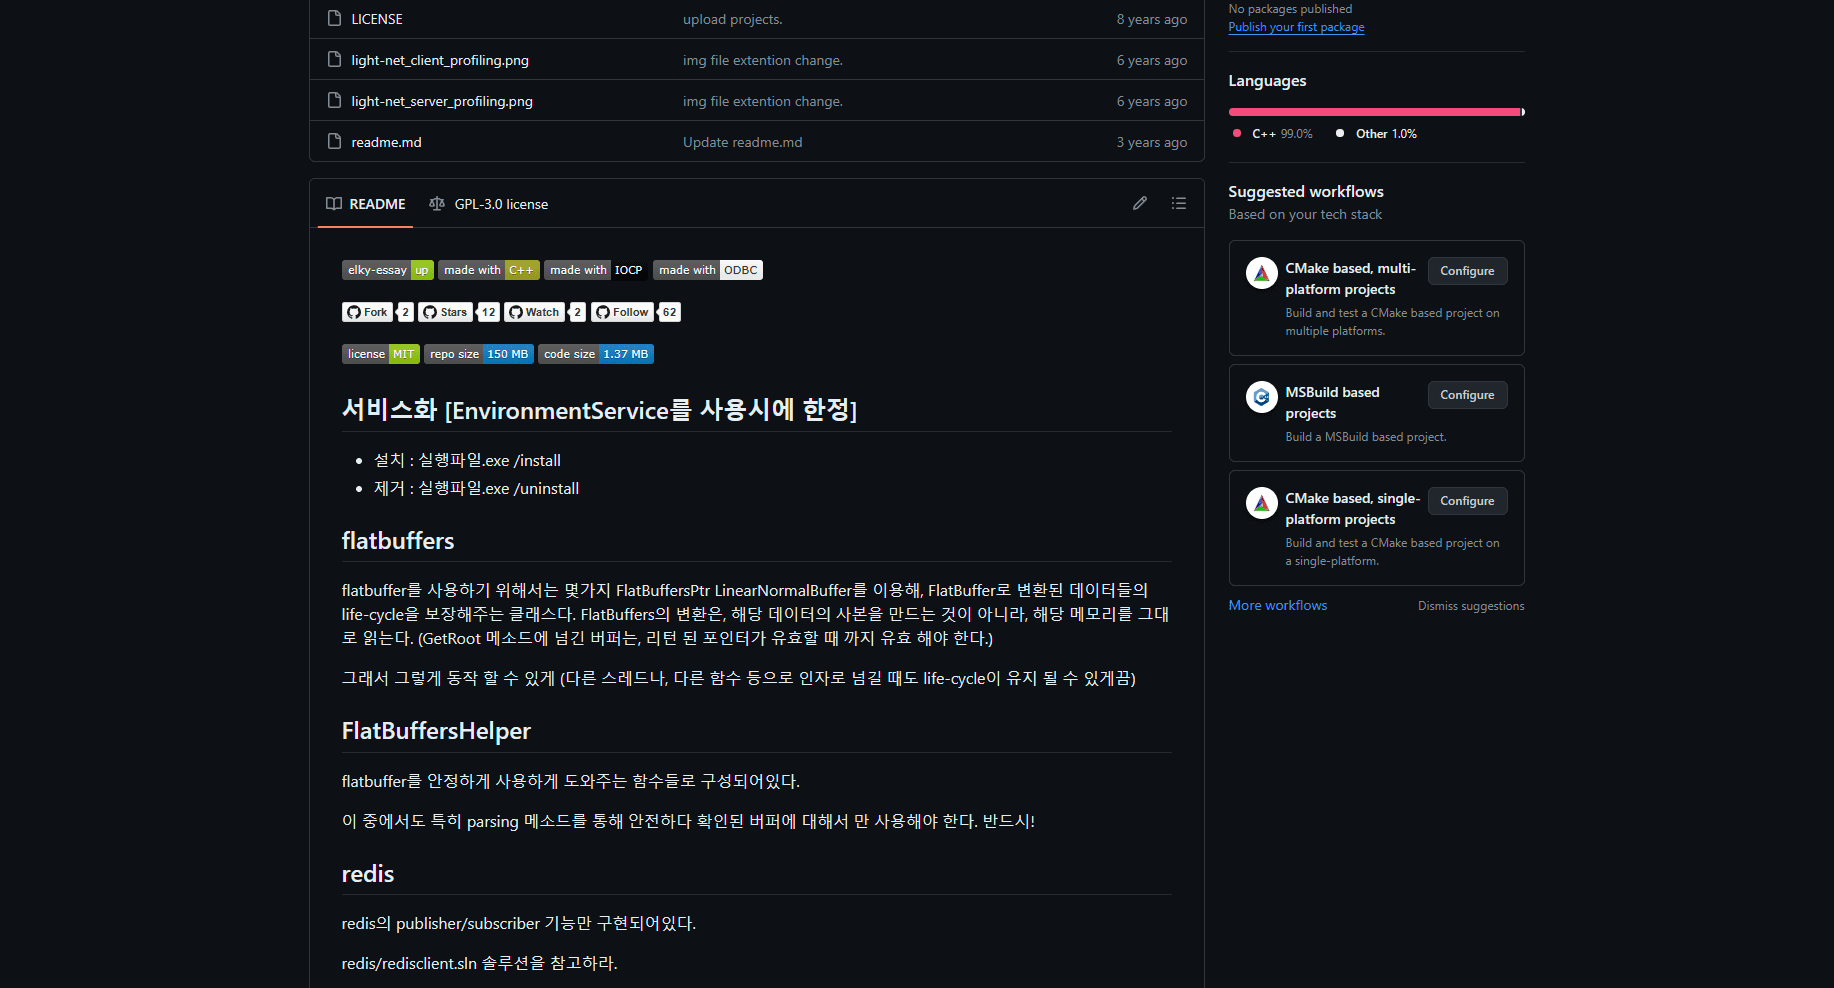 LICENSE upload projects. 8 years ago
light-net_client_profiling.png img file extention change. 6 years ago
light-net_server_profiling.png img file extention change. 6 years ago
readme.md Update readme.md 3 years ago
README GPL-3.0 license
elky-essay up made with C++ made with IOCP made with ODBC
Fork 2 Stars 12 Watch 2 Follow 62
license MIT repo size 150 MB code size 1.37 MB
서비스화 [EnvironmentService를 사용시에 한정]
설치 : 실행파일.exe /install
제거 : 실행파일.exe /uninstall
flatbuffers
flatbuffer를 사용하기 위해서는 몇가지 FlatBuffersPtr LinearNormalBuffer를 이용해, FlatBuffer로 변환된 데이터들의
life-cycle을 보장해주는 클래스다. FlatBuffers의 변환은, 해당 데이터의 사본을 만드는 것이 아니라, 해당 메모리를 그대
로 읽는다. (GetRoot 메소드에 넘긴 버퍼는, 리턴 된 포인터가 유효할 때 까지 유효 해야 한다.)
그래서 그렇게 동작 할 수 있게 (다른 스레드나, 다른 함수 등으로 인자로 넘길 때도 life-cycle이 유지 될 수 있게끔)
FlatBuffersHelper
flatbuffer를 안정하게 사용하게 도와주는 함수들로 구성되어있다.
이 중에서도 특히 parsing 메소드를 통해 안전하다 확인된 버퍼에 대해서 만 사용해야 한다. 반드시!
redis
redis의 publisher/subscriber 기능만 구현되어있다.
redis/redisclient.sln 솔루션을 참고하라.
No packages published
Publish your first package
Languages
C++ 99.0% Other 1.0%
Suggested workflows
Based on your tech stack
CMake based, multi-
platform projects
Configure
Build and test a CMake based project on
multiple platforms.
MSBuild based
projects
Configure
Build a MSBuild based project.
CMake based, single-
platform projects
Configure
Build and test a CMake based project on
a single-platform.
More workflows Dismiss suggestions